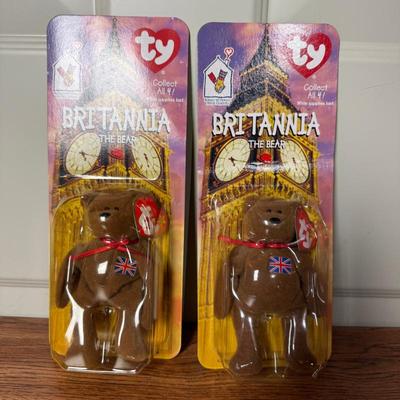 ty
Collect
All 4!
While supplies last
BRITANNIA
THE BEAR
ty
Collect
All 4!
While supplies last
BRITANNIA
THE BEAR